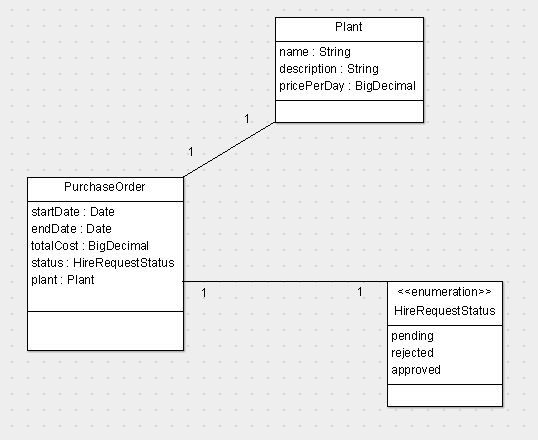 Plant
name : String
description : String
pricePerDay : BigDecimal
1
1
PurchaseOrder
startDate : Date
endDate : Date
totalCost : BigDecimal
status : HireRequestStatus
plant : Plant
1
1
<<enumeration>>
HireRequestStatus
pending
rejected
approved